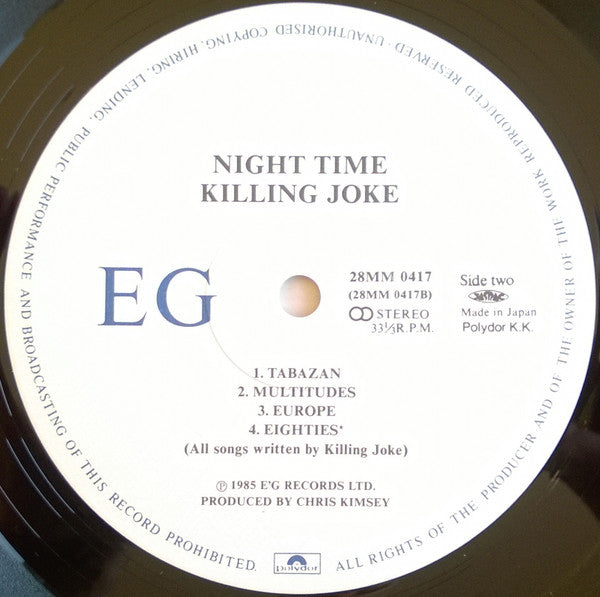 NIGHT TIME
KILLING JOKE
EG
28MM 0417
(28MM 0417B)
STEREO
33⅓R.P.M.
Side two
JASRAC
Made in Japan
Polydor K.K.
1. TABAZAN
2. MULTITUDES
3. EUROPE
4. EIGHTIES*
(All songs written by Killing Joke)
Ⓟ 1985 E'G RECORDS LTD.
PRODUCED BY CHRIS KIMSEY
polydor
ALL RIGHTS OF THE PRODUCER AND OF THE OWNER OF THE WORK REPRODUCED RESERVED · UNAUTHORISED COPYING, HIRING, LENDING, PUBLIC PERFORMANCE AND BROADCASTING OF THIS RECORD PROHIBITED.